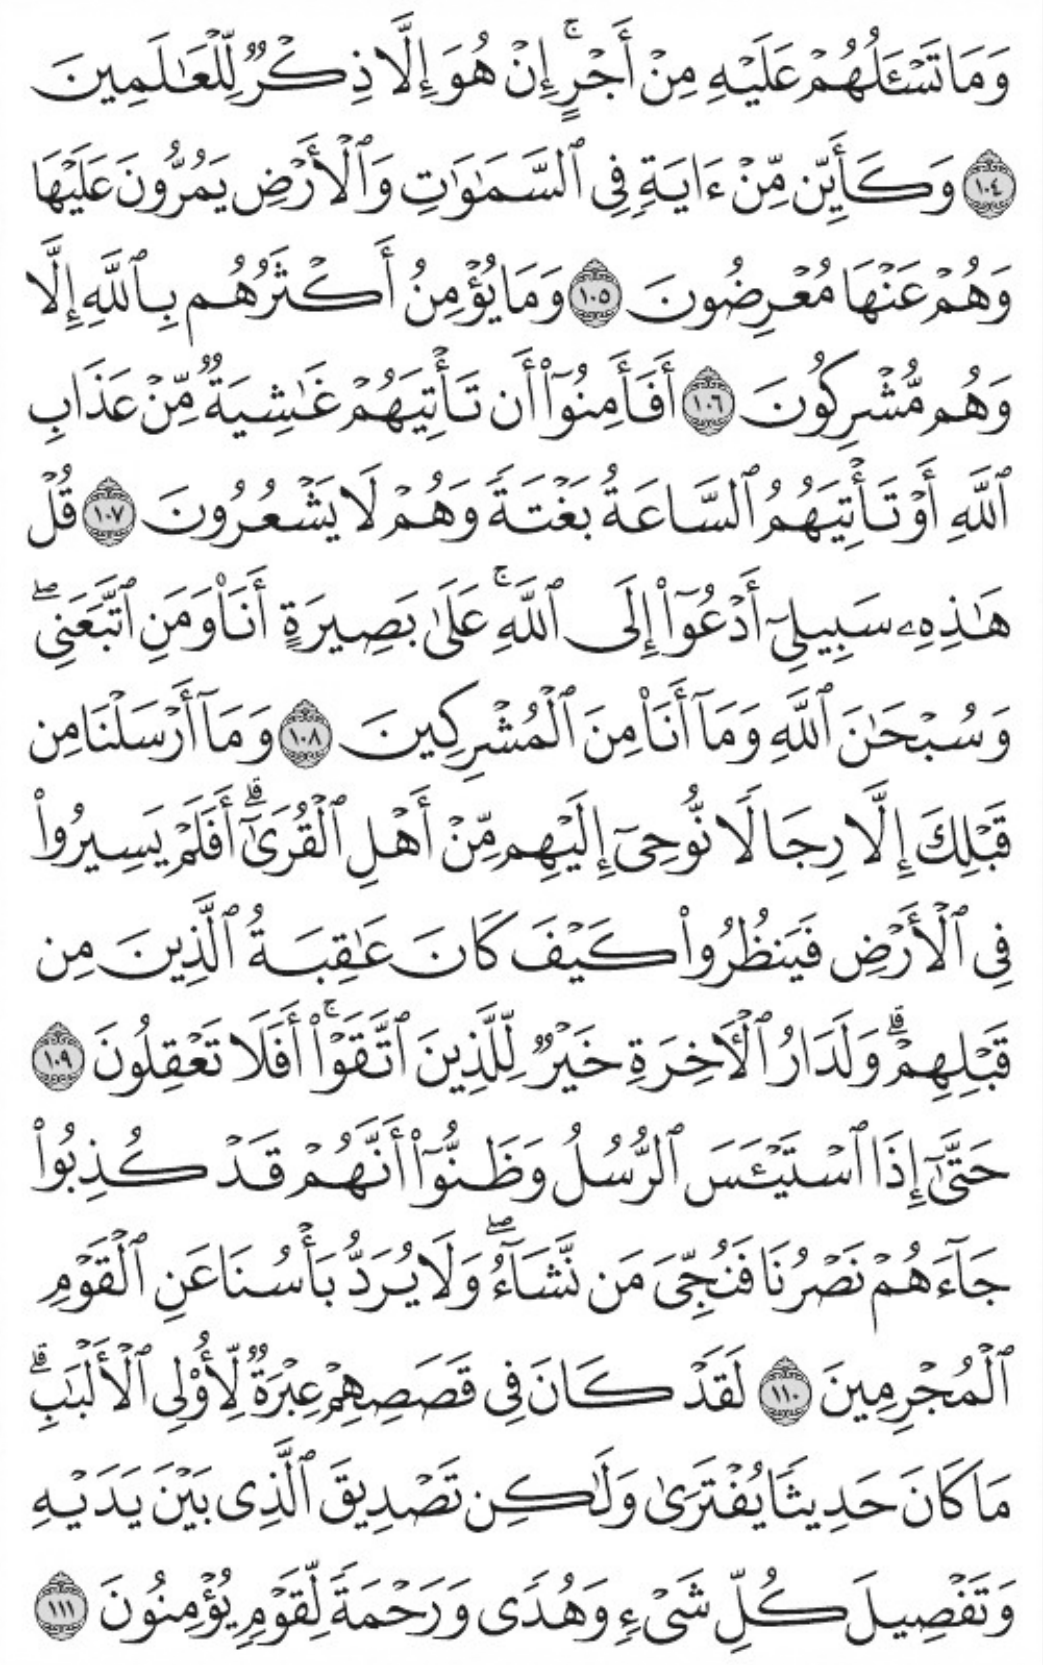 وَمَا تَسْـَٔلُهُمْ عَلَيْهِ مِنْ أَجْرٍ ۚ إِنْ هُوَ إِلَّا ذِكْرٌ لِّلْعَـٰلَمِينَ
١٠٤ وَكَأَيِّن مِّنْ ءَايَةٍ فِى ٱلسَّمَـٰوَٰتِ وَٱلْأَرْضِ يَمُرُّونَ عَلَيْهَا
وَهُمْ عَنْهَا مُعْرِضُونَ ١٠٥ وَمَا يُؤْمِنُ أَكْثَرُهُم بِٱللَّهِ إِلَّا
وَهُم مُّشْرِكُونَ ١٠٦ أَفَأَمِنُوٓا۟ أَن تَأْتِيَهُمْ غَـٰشِيَةٌ مِّنْ عَذَابِ
ٱللَّهِ أَوْ تَأْتِيَهُمُ ٱلسَّاعَةُ بَغْتَةً وَهُمْ لَا يَشْعُرُونَ ١٠٧ قُلْ
هَـٰذِهِۦ سَبِيلِىٓ أَدْعُوٓا۟ إِلَى ٱللَّهِ ۚ عَلَىٰ بَصِيرَةٍ أَنَا۠ وَمَنِ ٱتَّبَعَنِى ۖ
وَسُبْحَـٰنَ ٱللَّهِ وَمَآ أَنَا۠ مِنَ ٱلْمُشْرِكِينَ ١٠٨ وَمَآ أَرْسَلْنَا مِن
قَبْلِكَ إِلَّا رِجَالًا نُّوحِىٓ إِلَيْهِم مِّنْ أَهْلِ ٱلْقُرَىٰٓ ۗ أَفَلَمْ يَسِيرُوا۟
فِى ٱلْأَرْضِ فَيَنظُرُوا۟ كَيْفَ كَانَ عَـٰقِبَةُ ٱلَّذِينَ مِن
قَبْلِهِمْ ۗ وَلَدَارُ ٱلْـَٔاخِرَةِ خَيْرٌ لِّلَّذِينَ ٱتَّقَوْا۟ ۚ أَفَلَا تَعْقِلُونَ ١٠٩
حَتَّىٰٓ إِذَا ٱسْتَيْـَٔسَ ٱلرُّسُلُ وَظَنُّوٓا۟ أَنَّهُمْ قَدْ كُذِبُوا۟
جَآءَهُمْ نَصْرُنَا فَنُجِّىَ مَن نَّشَآءُ ۖ وَلَا يُرَدُّ بَأْسُنَا عَنِ ٱلْقَوْمِ
ٱلْمُجْرِمِينَ ١١٠ لَقَدْ كَانَ فِى قَصَصِهِمْ عِبْرَةٌ لِّأُو۟لِى ٱلْأَلْبَـٰبِ ۗ
مَا كَانَ حَدِيثًا يُفْتَرَىٰ وَلَـٰكِن تَصْدِيقَ ٱلَّذِى بَيْنَ يَدَيْهِ
وَتَفْصِيلَ كُلِّ شَىْءٍ وَهُدًى وَرَحْمَةً لِّقَوْمٍ يُؤْمِنُونَ ١١١